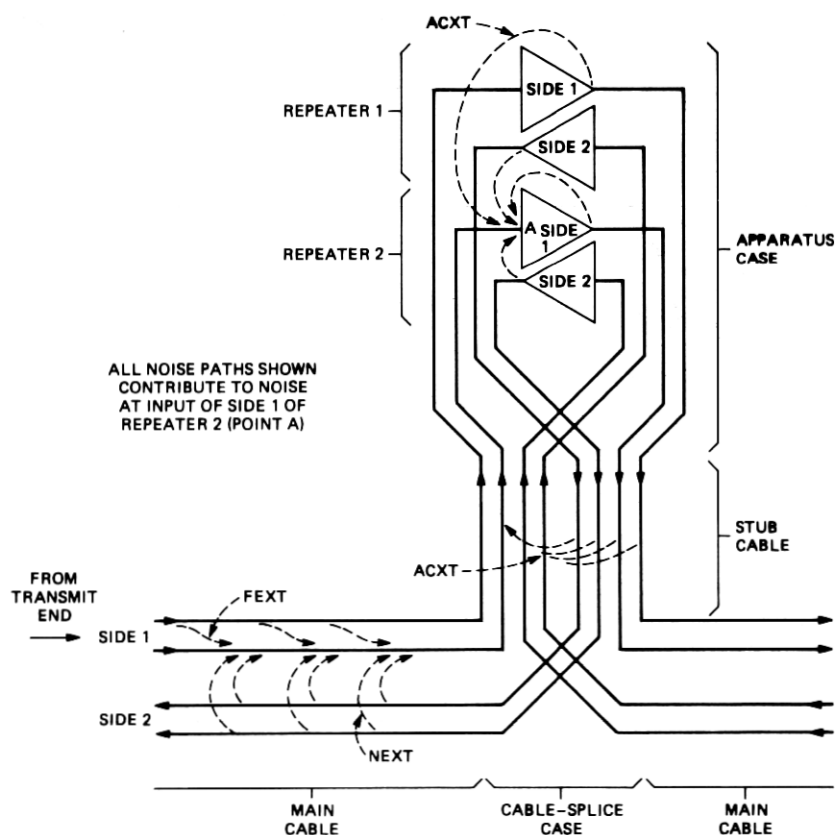 ACXT
SIDE 1
REPEATER 1
SIDE 2
A SIDE
1
REPEATER 2
SIDE 2
APPARATUS
CASE
ALL NOISE PATHS SHOWN
CONTRIBUTE TO NOISE
AT INPUT OF SIDE 1 OF
REPEATER 2 (POINT A)
STUB
CABLE
ACXT
FROM
TRANSMIT
END
FEXT
SIDE 1
SIDE 2
NEXT
MAIN
CABLE
CABLE-SPLICE
CASE
MAIN
CABLE